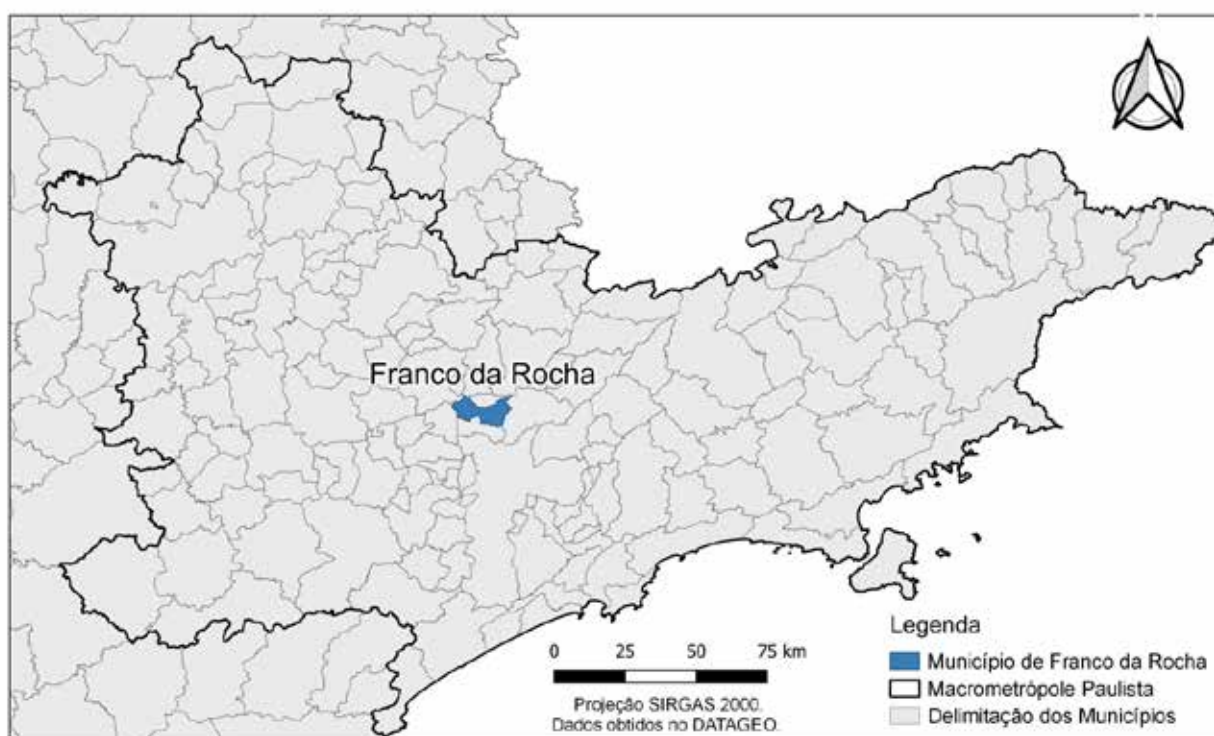 Franco da Rocha
Legenda
0 25 50 75 km
Município de Franco da Rocha
Macrometrópole Paulista
Projeção SIRGAS 2000.
Dados obtidos no DATAGEO.
Delimitação dos Municípios